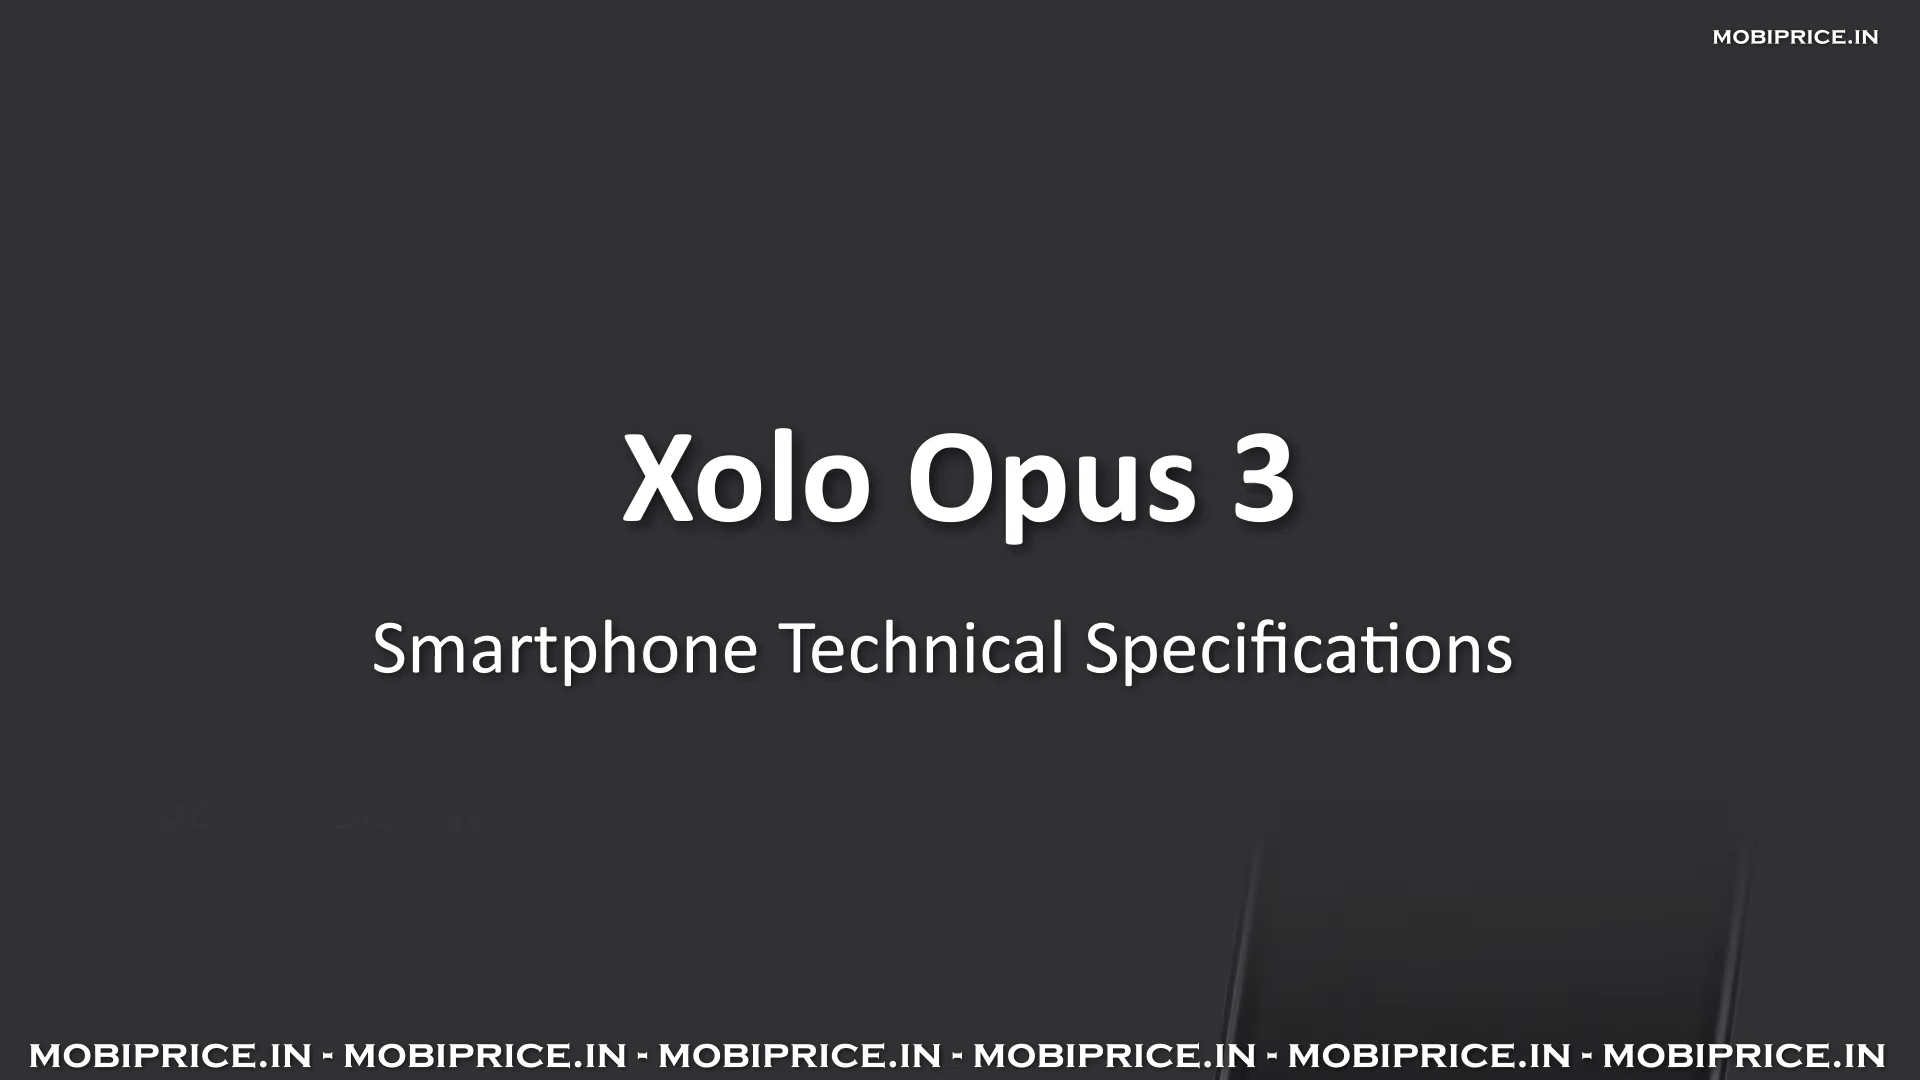 MOBIPRICE.IN
Xolo Opus 3
Smartphone Technical Specifications
MOBIPRICE.IN - MOBIPRICE.IN - MOBIPRICE.IN - MOBIPRICE.IN - MOBIPRICE.IN - MOBIPRICE.IN